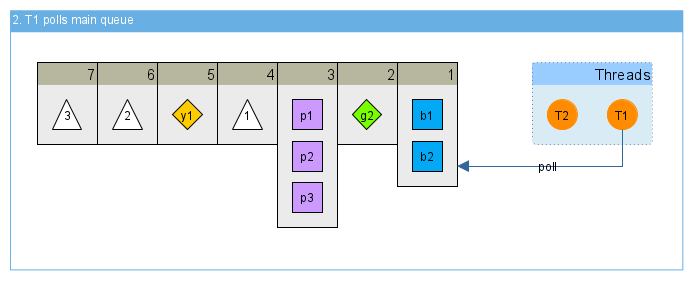 2. T1 polls main queue
7 6 5 4 3 2 1 Threads
3 2 y1 1 p1 g2 b1 T2 T1
p2 b2
poll
p3